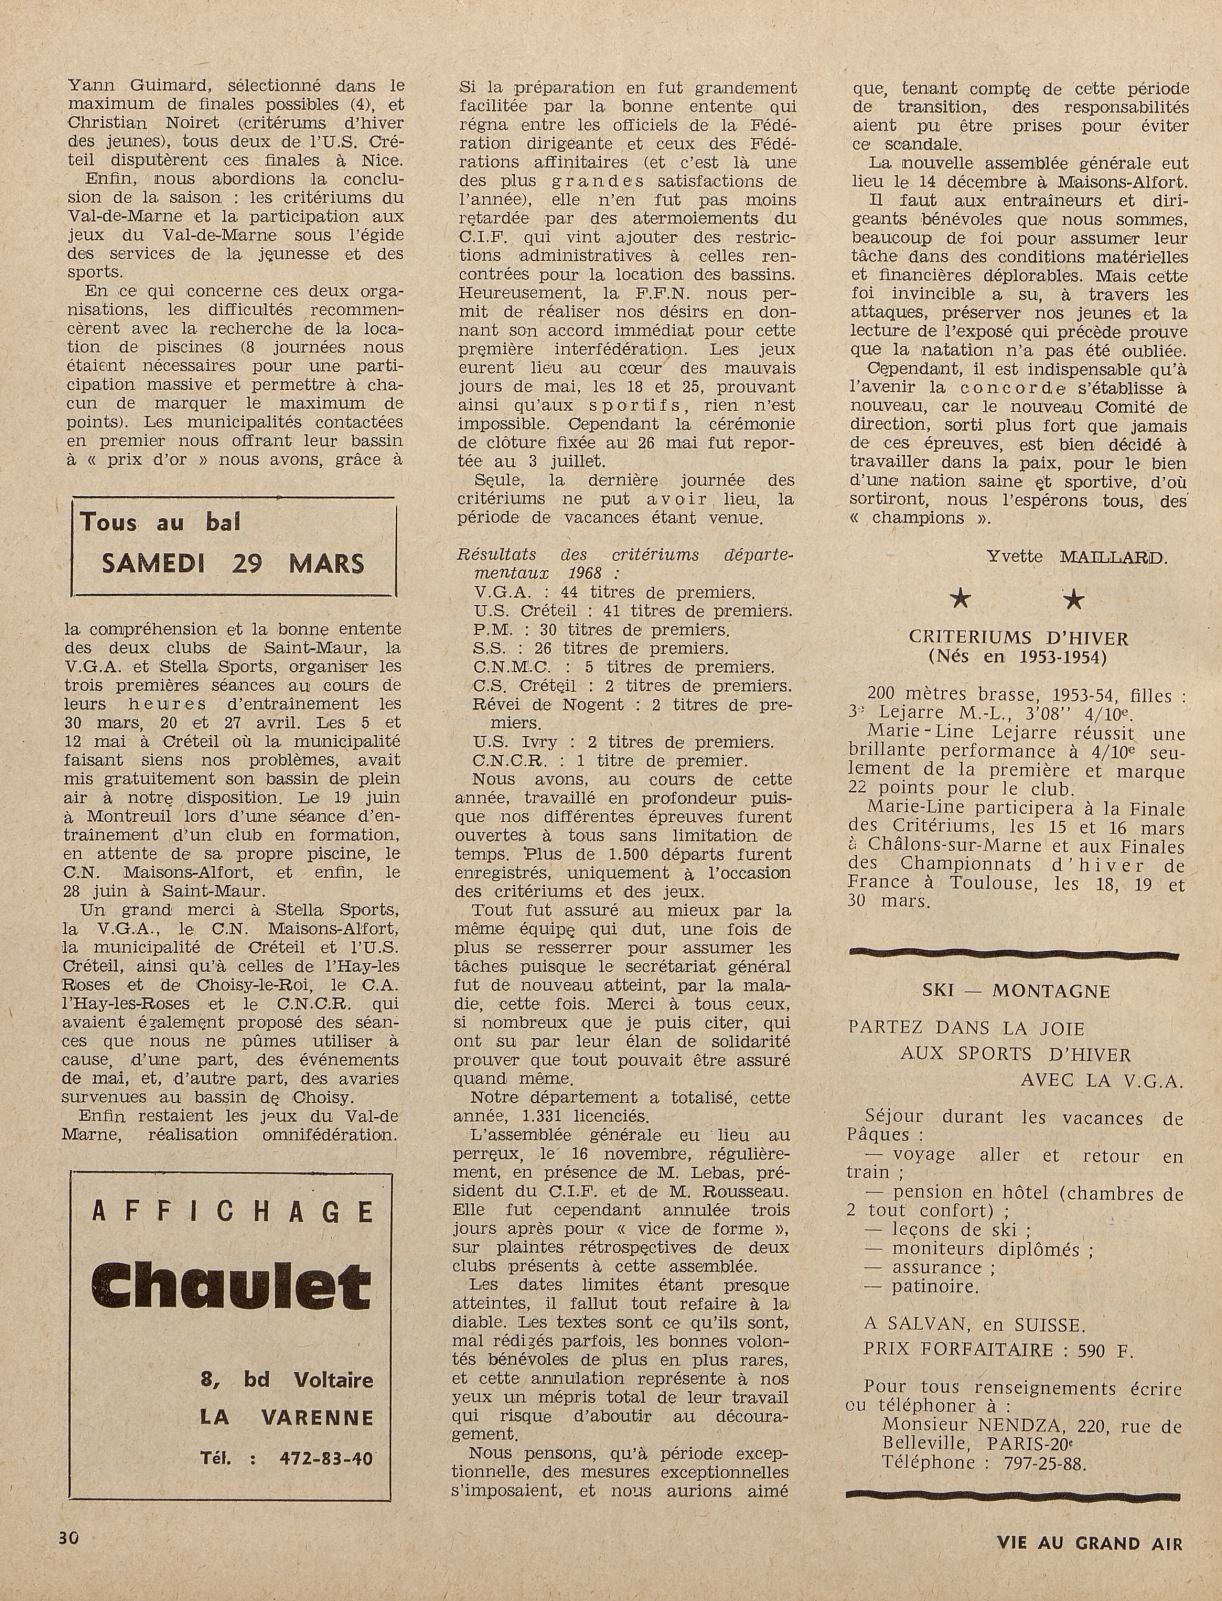 Yann Guimard, sélectionné dans le
maximum de finales possibles (4), et
Christian Noiret (critérums d'hiver
des jeunes), tous deux de l'U.S. Cré-
teil disputèrent ces finales à Nice.
Enfin, nous abordions la conclu-
sion de la saison : les critériums du
Val-de-Marne et la participation aux
jeux du Val-de-Marne sous l'égide
des services de la jeunesse et des
sports.
En ce qui concerne ces deux orga-
nisations, les difficultés recommen-
cèrent avec la recherche de la loca-
tion de piscines (8 journées nous
étaient nécessaires pour une parti-
cipation massive et permettre à cha-
cun de marquer le maximum de
points). Les municipalités contactées
en premier nous offrant leur bassin
à « prix d'or » nous avons, grâce à
Tous au bal
SAMEDI 29 MARS
la compréhension et la bonne entente
des deux clubs de Saint-Maur, la
V.G.A. et Stella Sports, organiser les
trois premières séances au cours de
leurs heures d'entrainement les
30 mars, 20 et 27 avril. Les 5 et
12 mai à Créteil où la municipalité
faisant siens nos problèmes, avait
mis gratuitement son bassin de plein
air à notre disposition. Le 19 juin
à Montreuil lors d'une séance d'en-
trainement d'un club en formation,
en attente de sa propre piscine, le
C.N. Maisons-Alfort, et enfin, le
28 juin à Saint-Maur.
Un grand merci à Stella Sports,
la V.G.A., le C.N. Maisons-Alfort,
la municipalité de Créteil et l'U.S.
Créteil, ainsi qu'à celles de l'Hay-les
Roses et de Choisy-le-Roi, le C.A.
l'Hay-les-Roses et le C.N.C.R. qui
avaient également proposé des séan-
ces que nous ne pûmes utiliser à
cause, d'une part, des événements
de mai, et, d'autre part, des avaries
survenues au bassin de Choisy.
Enfin restaient les jeux du Val-de
Marne, réalisation omnifédération.
AFFICHAGE
Chaulet
8, bd Voltaire
LA VARENNE
Tél. : 472-83-40
Si la préparation en fut grandement
facilitée par la bonne entente qui
régna entre les officiels de la Fédé-
ration dirigeante et ceux des Fédé-
rations affinitaires (et c'est là une
des plus grandes satisfactions de
l'année), elle n'en fut pas moins
retardée par des atermoiements du
C.I.F. qui vint ajouter des restric-
tions administratives à celles ren-
contrées pour la location des bassins.
Heureusement, la F.F.N. nous per-
mit de réaliser nos désirs en don-
nant son accord immédiat pour cette
première interfédération. Les jeux
eurent lieu au cœur des mauvais
jours de mai, les 18 et 25, prouvant
ainsi qu'aux sportifs, rien n'est
impossible. Cependant la cérémonie
de clôture fixée au 26 mai fut repor-
tée au 3 juillet.
Seule, la dernière journée des
critériums ne put avoir lieu, la
période de vacances étant venue.
Résultats des critériums départe-
mentaux 1968 :
V.G.A. : 44 titres de premiers.
U.S. Créteil : 41 titres de premiers.
P.M. : 30 titres de premiers.
S.S. : 26 titres de premiers.
C.N.M.C. : 5 titres de premiers.
C.S. Créteil : 2 titres de premiers.
Révei de Nogent : 2 titres de pre-
miers.
U.S. Ivry : 2 titres de premiers.
C.N.C.R. : 1 titre de premier.
Nous avons, au cours de cette
année, travaillé en profondeur puis-
que nos différentes épreuves furent
ouvertes à tous sans limitation de
temps. Plus de 1.500 départs furent
enregistrés, uniquement à l'occasion
des critériums et des jeux.
Tout fut assuré au mieux par la
même équipe qui dut, une fois de
plus se resserrer pour assumer les
tâches puisque le secrétariat général
fut de nouveau atteint, par la mala-
die, cette fois. Merci à tous ceux,
si nombreux que je puis citer, qui
ont su par leur élan de solidarité
prouver que tout pouvait être assuré
quand même.
Notre département a totalisé, cette
année, 1.331 licenciés.
L'assemblée générale eu lieu au
perreux, le 16 novembre, régulière-
ment, en présence de M. Lebas, pré-
sident du C.I.F. et de M. Rousseau.
Elle fut cependant annulée trois
jours après pour « vice de forme »,
sur plaintes rétrospectives de deux
clubs présents à cette assemblée.
Les dates limites étant presque
atteintes, il fallut tout refaire à la
diable. Les textes sont ce qu'ils sont,
mal rédigés parfois, les bonnes volon-
tés bénévoles de plus en plus rares,
et cette annulation représente à nos
yeux un mépris total de leur travail
qui risque d'aboutir au découra-
gement.
Nous pensons, qu'à période excep-
tionnelle, des mesures exceptionnelles
s'imposaient, et nous aurions aimé
que, tenant compte de cette période
de transition, des responsabilités
aient pu être prises pour éviter
ce scandale.
La nouvelle assemblée générale eut
lieu le 14 décembre à Maisons-Alfort.
Il faut aux entraineurs et diri-
geants bénévoles que nous sommes,
beaucoup de foi pour assumer leur
tâche dans des conditions matérielles
et financières déplorables. Mais cette
foi invincible a su, à travers les
attaques, préserver nos jeunes et la
lecture de l'exposé qui précède prouve
que la natation n'a pas été oubliée.
Cependant, il est indispensable qu'à
l'avenir la concorde s'établisse à
nouveau, car le nouveau Comité de
direction, sorti plus fort que jamais
de ces épreuves, est bien décidé à
travailler dans la paix, pour le bien
d'une nation saine et sportive, d'où
sortiront, nous l'espérons tous, des
« champions ».
Yvette MAILLARD.
★ ★
CRITERIUMS D'HIVER
(Nés en 1953-1954)
200 mètres brasse, 1953-54, filles :
3e Lejarre M.-L., 3'08'' 4/10e.
Marie-Line Lejarre réussit une
brillante performance à 4/10e seu-
lement de la première et marque
22 points pour le club.
Marie-Line participera à la Finale
des Critériums, les 15 et 16 mars
à Châlons-sur-Marne et aux Finales
des Championnats d'hiver de
France à Toulouse, les 18, 19 et
30 mars.
SKI — MONTAGNE
PARTEZ DANS LA JOIE
AUX SPORTS D'HIVER
AVEC LA V.G.A.
Séjour durant les vacances de
Pâques :
— voyage aller et retour en
train ;
— pension en hôtel (chambres de
2 tout confort) ;
— leçons de ski ;
— moniteurs diplômés ;
— assurance ;
— patinoire.
A SALVAN, en SUISSE.
PRIX FORFAITAIRE : 590 F.
Pour tous renseignements écrire
ou téléphoner à :
Monsieur NENDZA, 220, rue de
Belleville, PARIS-20e
Téléphone : 797-25-88.
30
VIE AU GRAND AIR